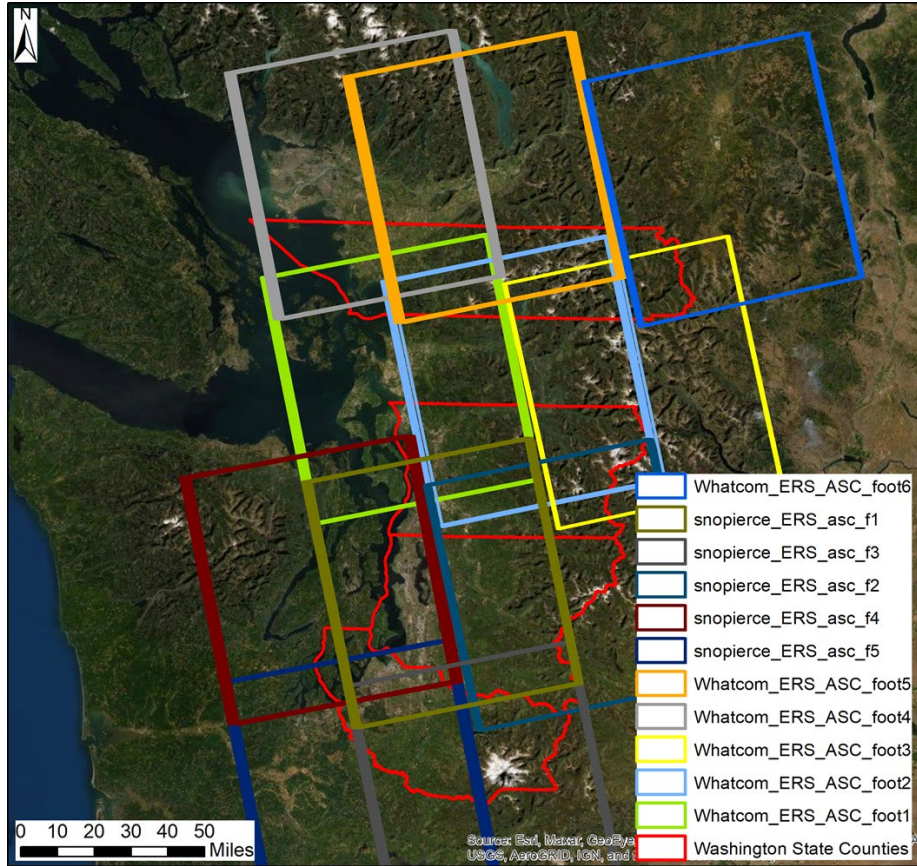 N
Whatcom_ERS_ASC_foot6
snopierce_ERS_asc_f1
snopierce_ERS_asc_f3
snopierce_ERS_asc_f2
snopierce_ERS_asc_f4
snopierce_ERS_asc_f5
Whatcom_ERS_ASC_foot5
Whatcom_ERS_ASC_foot4
Whatcom_ERS_ASC_foot3
Whatcom_ERS_ASC_foot2
Whatcom_ERS_ASC_foot1
Washington State Counties
0 10 20 30 40 50
Miles
Source: Esri, Maxar, GeoEye
USGS, AeroGRID, IGN, and